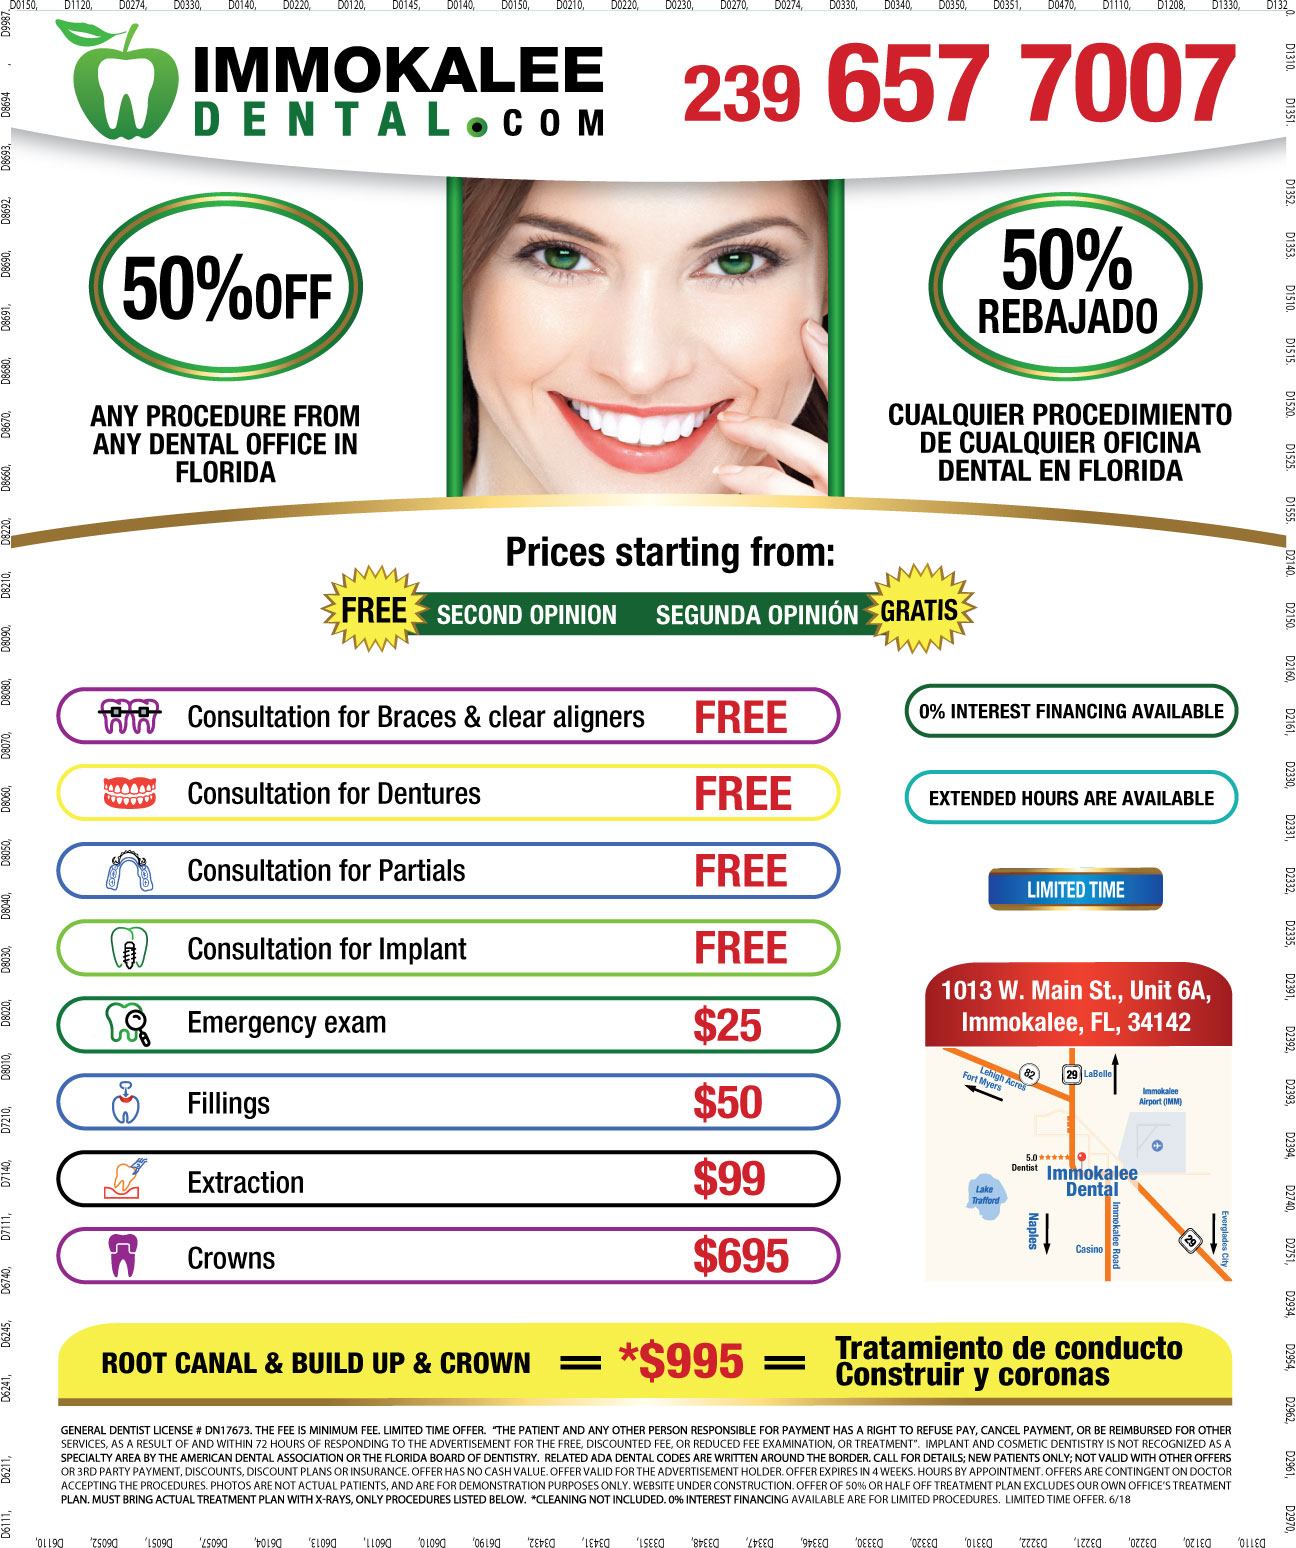 D0150, D1120, D0274, D0330, D0140, D0220, D0120, D0145, D0140, D0150, D0210, D0220, D0230, D0270, D0274, D0330, D0340, D0350, D0351, D0470, D1110, D1208, D1330, D132
IMMOKALEE
DENTAL.COM
239 657 7007
50%OFF
ANY PROCEDURE FROM
ANY DENTAL OFFICE IN
FLORIDA
50%
REBAJADO
CUALQUIER PROCEDIMIENTO
DE CUALQUIER OFICINA
DENTAL EN FLORIDA
Prices starting from:
FREE SECOND OPINION SEGUNDA OPINIÓN GRATIS
Consultation for Braces & clear aligners FREE
Consultation for Dentures FREE
Consultation for Partials FREE
Consultation for Implant FREE
Emergency exam $25
Fillings $50
Extraction $99
Crowns $695
0% INTEREST FINANCING AVAILABLE
EXTENDED HOURS ARE AVAILABLE
LIMITED TIME
1013 W. Main St., Unit 6A,
Immokalee, FL, 34142
Lehigh Acres
Fort Myers
82
29
LaBelle
Immokalee
Airport (IMM)
5.0
Dentist
Immokalee
Dental
Lake
Trafford
Naples
Casino
Immokalee Road
29
Everglades City
ROOT CANAL & BUILD UP & CROWN = *$995 = Tratamiento de conducto
Construir y coronas
GENERAL DENTIST LICENSE # DN17673. THE FEE IS MINIMUM FEE. LIMITED TIME OFFER. "THE PATIENT AND ANY OTHER PERSON RESPONSIBLE FOR PAYMENT HAS A RIGHT TO REFUSE PAY, CANCEL PAYMENT, OR BE REIMBURSED FOR OTHER
SERVICES, AS A RESULT OF AND WITHIN 72 HOURS OF RESPONDING TO THE ADVERTISEMENT FOR THE FREE, DISCOUNTED FEE, OR REDUCED FEE EXAMINATION, OR TREATMENT". IMPLANT AND COSMETIC DENTISTRY IS NOT RECOGNIZED AS A
SPECIALTY AREA BY THE AMERICAN DENTAL ASSOCIATION OR THE FLORIDA BOARD OF DENTISTRY. RELATED ADA DENTAL CODES ARE WRITTEN AROUND THE BORDER. CALL FOR DETAILS; NEW PATIENTS ONLY; NOT VALID WITH OTHER OFFERS
OR 3RD PARTY PAYMENT, DISCOUNTS, DISCOUNT PLANS OR INSURANCE. OFFER HAS NO CASH VALUE. OFFER VALID FOR THE ADVERTISEMENT HOLDER. OFFER EXPIRES IN 4 WEEKS. HOURS BY APPOINTMENT. OFFERS ARE CONTINGENT ON DOCTOR
ACCEPTING THE PROCEDURES. PHOTOS ARE NOT ACTUAL PATIENTS, AND ARE FOR DEMONSTRATION PURPOSES ONLY. WEBSITE UNDER CONSTRUCTION. OFFER OF 50% OR HALF OFF TREATMENT PLAN EXCLUDES OUR OWN OFFICE'S TREATMENT
PLAN. MUST BRING ACTUAL TREATMENT PLAN WITH X-RAYS, ONLY PROCEDURES LISTED BELOW. *CLEANING NOT INCLUDED. 0% INTEREST FINANCING AVAILABLE ARE FOR LIMITED PROCEDURES. LIMITED TIME OFFER. 6/18
0, D1310. D1351, D1352. D1353. D1510. D1515. D1520. D1525. D1555. D2140. D2150. D2160, D2161, D2330, D2331, D2332, D2335, D2391, D2392, D2393, D2394, D2740, D2751, D2934, D2954, D2962, D2961, D2970,
D3110, D3120, D3220, D3221, D3222, D3310, D3320, D3330, D3346, D3347, D3348, D3351, D3421, D3432, D6190, D6010, D6011, D6013, D6104, D6057, D6051, D6052, D6110,
D6111, D6211, D6241, D6245, D6740, D7111, D7140, D7210, D8010, D8020, D8030, D8040, D8050, D8060, D8070, D8080, D8090, D8210, D8220, D8660, D8670, D8680, D8691, D8690, D8692, D8693, D8694 , D9987,